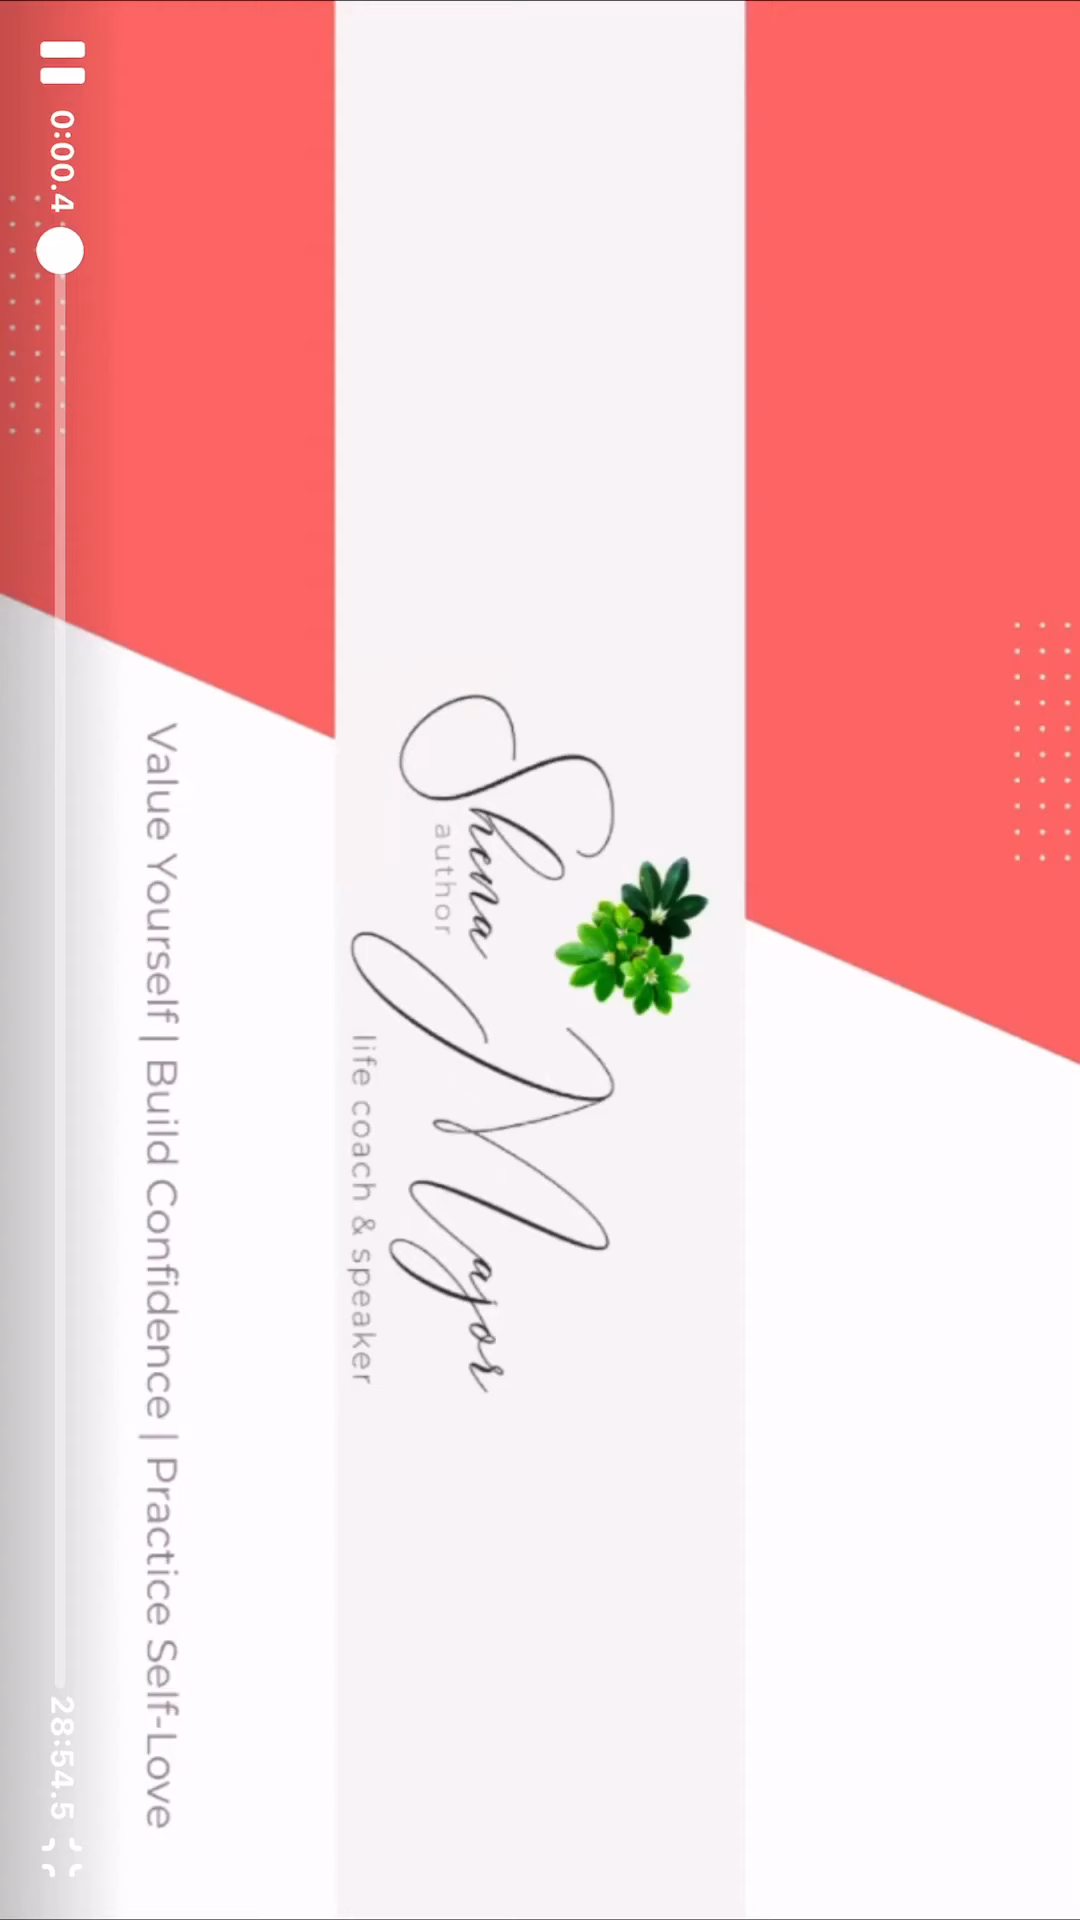 Shena Major
author
life coach & speaker
Value Yourself | Build Confidence | Practice Self-Love
0:00.4
28:54.5